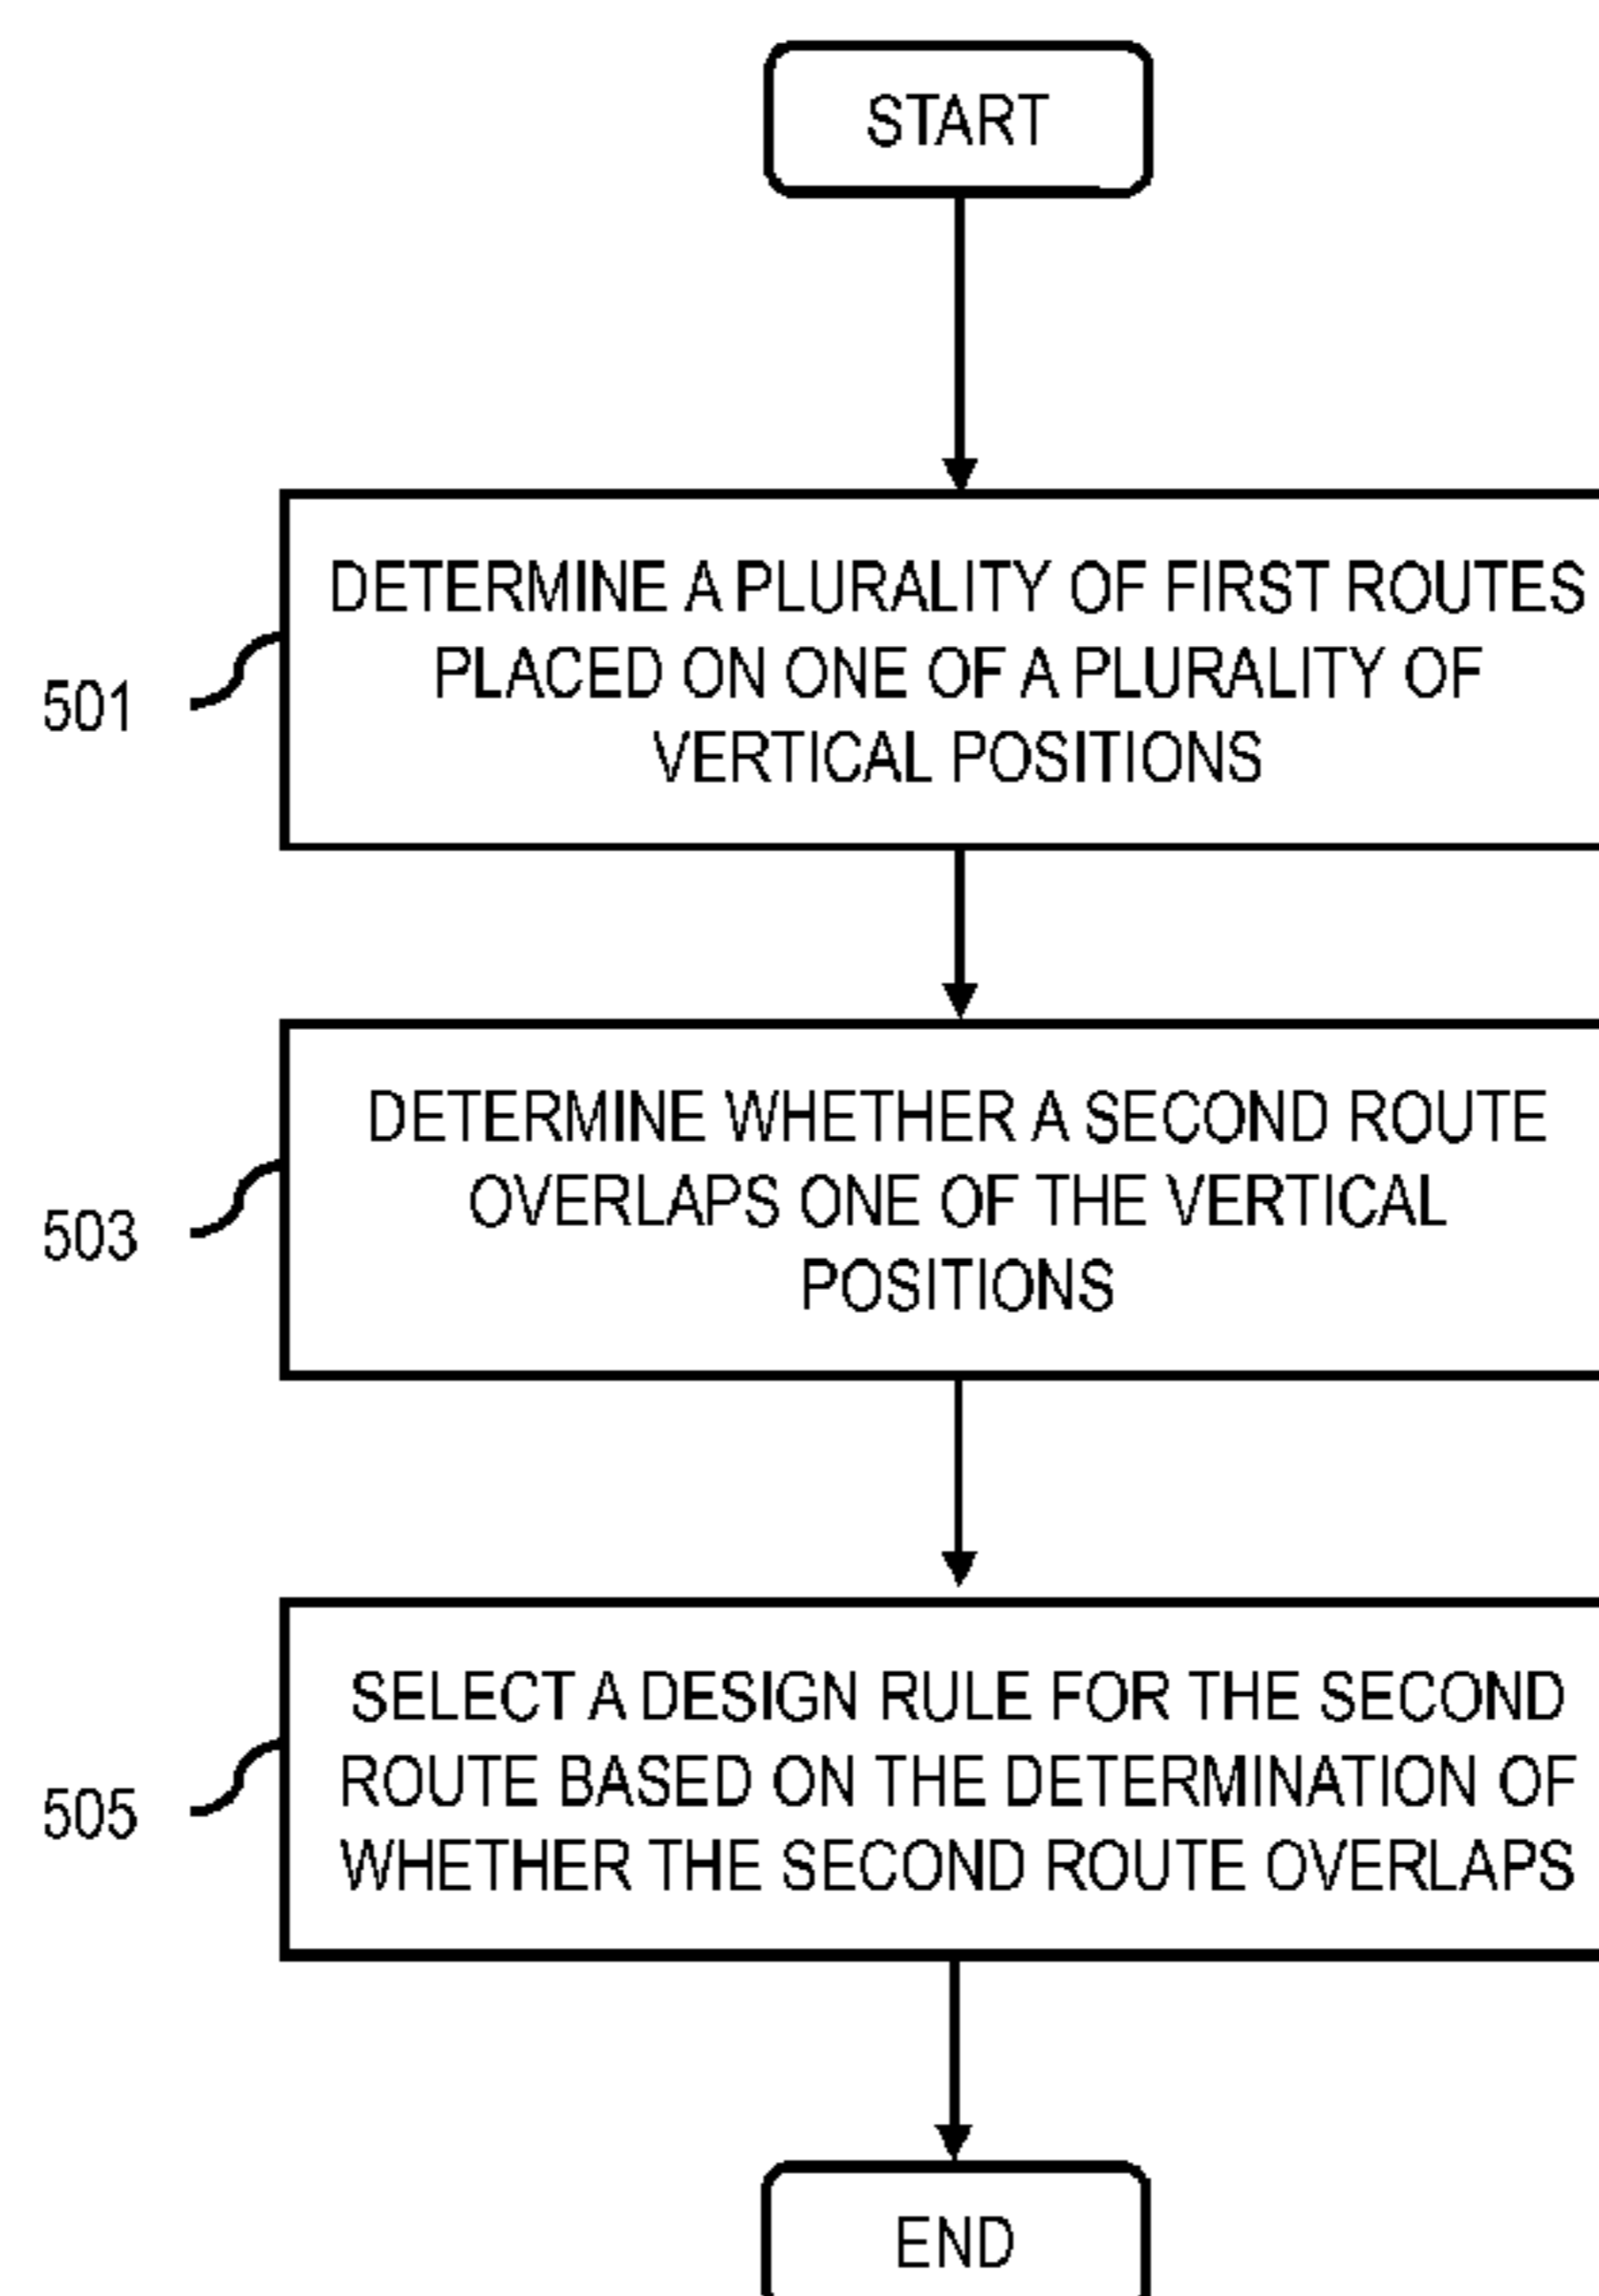 START
DETERMINE A PLURALITY OF FIRST ROUTES
PLACED ON ONE OF A PLURALITY OF
VERTICAL POSITIONS
501
DETERMINE WHETHER A SECOND ROUTE
OVERLAPS ONE OF THE VERTICAL
POSITIONS
503
SELECT A DESIGN RULE FOR THE SECOND
ROUTE BASED ON THE DETERMINATION OF
WHETHER THE SECOND ROUTE OVERLAPS
505
END